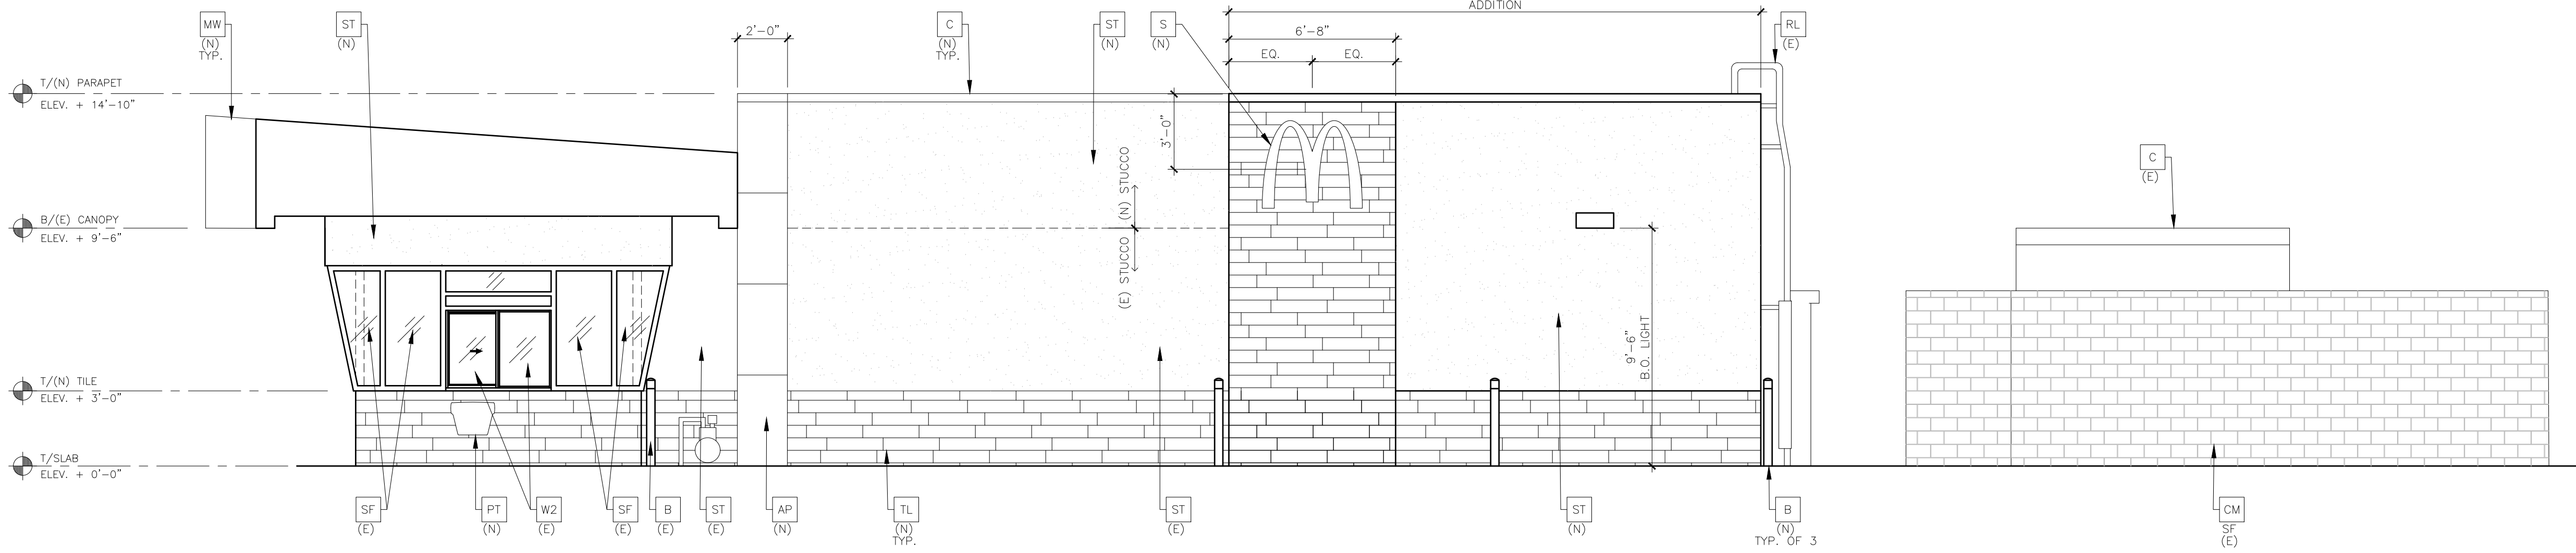 ADDITION
MW
(N)
TYP.
ST
(N)
2'-0"
C
(N)
TYP.
ST
(N)
S
(N)
6'-8"
EQ.
EQ.
RL
(E)
T/(N) PARAPET
ELEV. + 14'-10"
3'-0"
C
(E)
(N) STUCCO
(E) STUCCO
B/(E) CANOPY
ELEV. + 9'-6"
9'-6"
B.O. LIGHT
T/(N) TILE
ELEV. + 3'-0"
T/SLAB
ELEV. + 0'-0"
SF
(E)
PT
(N)
W2
(E)
SF
(E)
B
(E)
ST
(E)
AP
(N)
TL
(N)
TYP.
ST
(E)
ST
(N)
B
(N)
TYP. OF 3
CM
SF
(E)